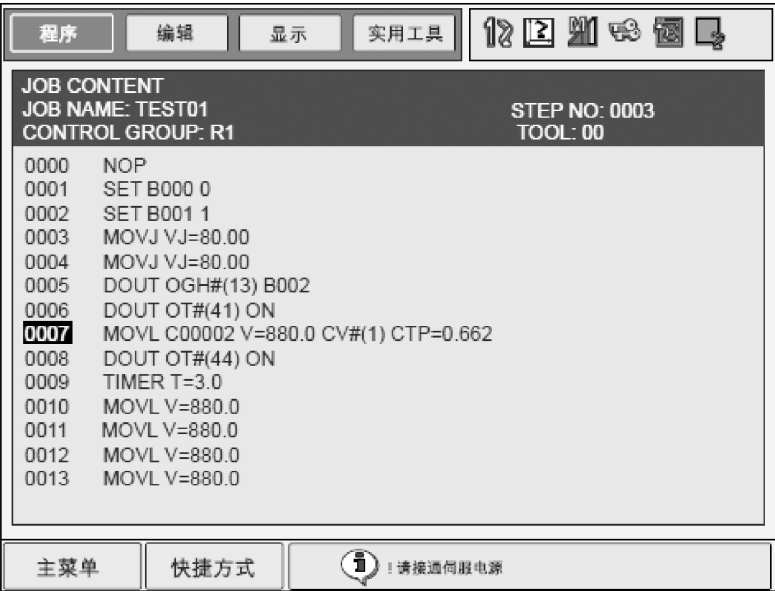 程序 编辑 显示 实用工具
JOB CONTENT
JOB NAME: TEST01 STEP NO: 0003
CONTROL GROUP: R1 TOOL: 00
0000 NOP
0001 SET B000 0
0002 SET B001 1
0003 MOVJ VJ=80.00
0004 MOVJ VJ=80.00
0005 DOUT OGH#(13) B002
0006 DOUT OT#(41) ON
0007 MOVL C00002 V=880.0 CV#(1) CTP=0.662
0008 DOUT OT#(44) ON
0009 TIMER T=3.0
0010 MOVL V=880.0
0011 MOVL V=880.0
0012 MOVL V=880.0
0013 MOVL V=880.0
主菜单 快捷方式 ！请接通伺服电源